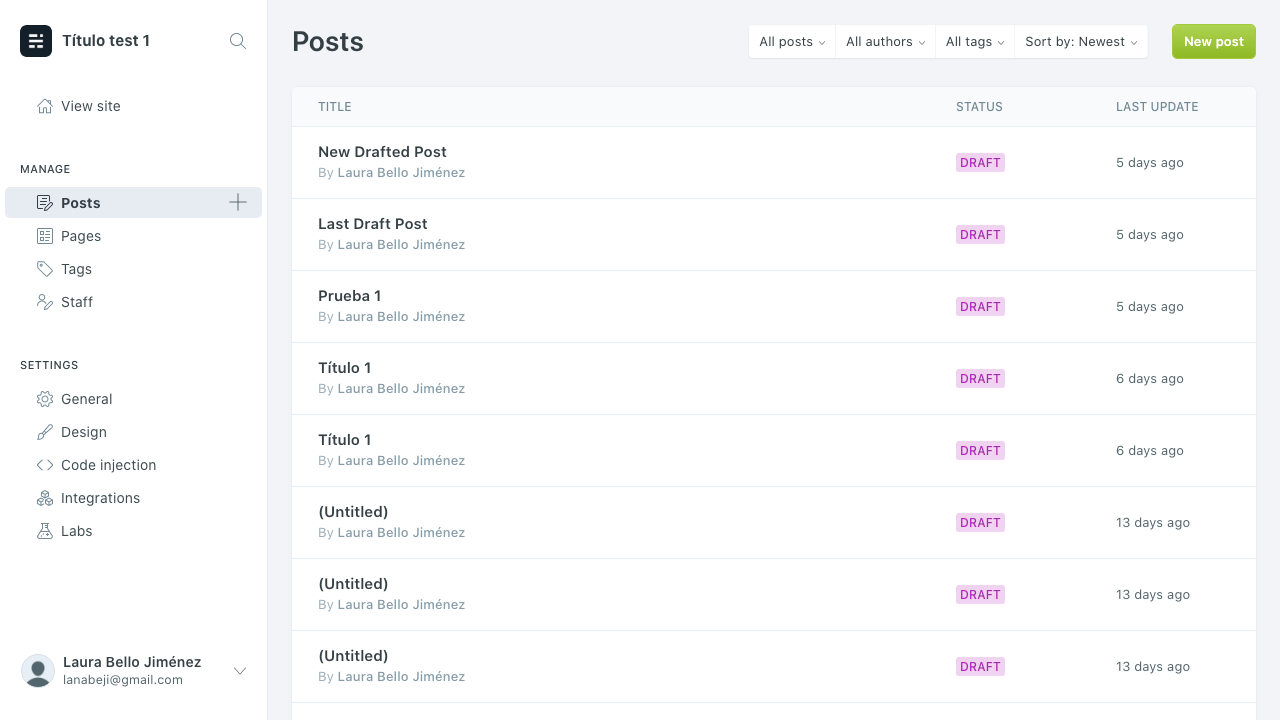 Título test 1
View site
MANAGE
Posts
Pages
Tags
Staff
SETTINGS
General
Design
Code injection
Integrations
Labs
Laura Bello Jiménez
lanabeji@gmail.com
Posts
All posts All authors All tags Sort by: Newest New post
TITLE STATUS LAST UPDATE
New Drafted Post
By Laura Bello Jiménez
DRAFT 5 days ago
Last Draft Post
By Laura Bello Jiménez
DRAFT 5 days ago
Prueba 1
By Laura Bello Jiménez
DRAFT 5 days ago
Título 1
By Laura Bello Jiménez
DRAFT 6 days ago
Título 1
By Laura Bello Jiménez
DRAFT 6 days ago
(Untitled)
By Laura Bello Jiménez
DRAFT 13 days ago
(Untitled)
By Laura Bello Jiménez
DRAFT 13 days ago
(Untitled)
By Laura Bello Jiménez
DRAFT 13 days ago